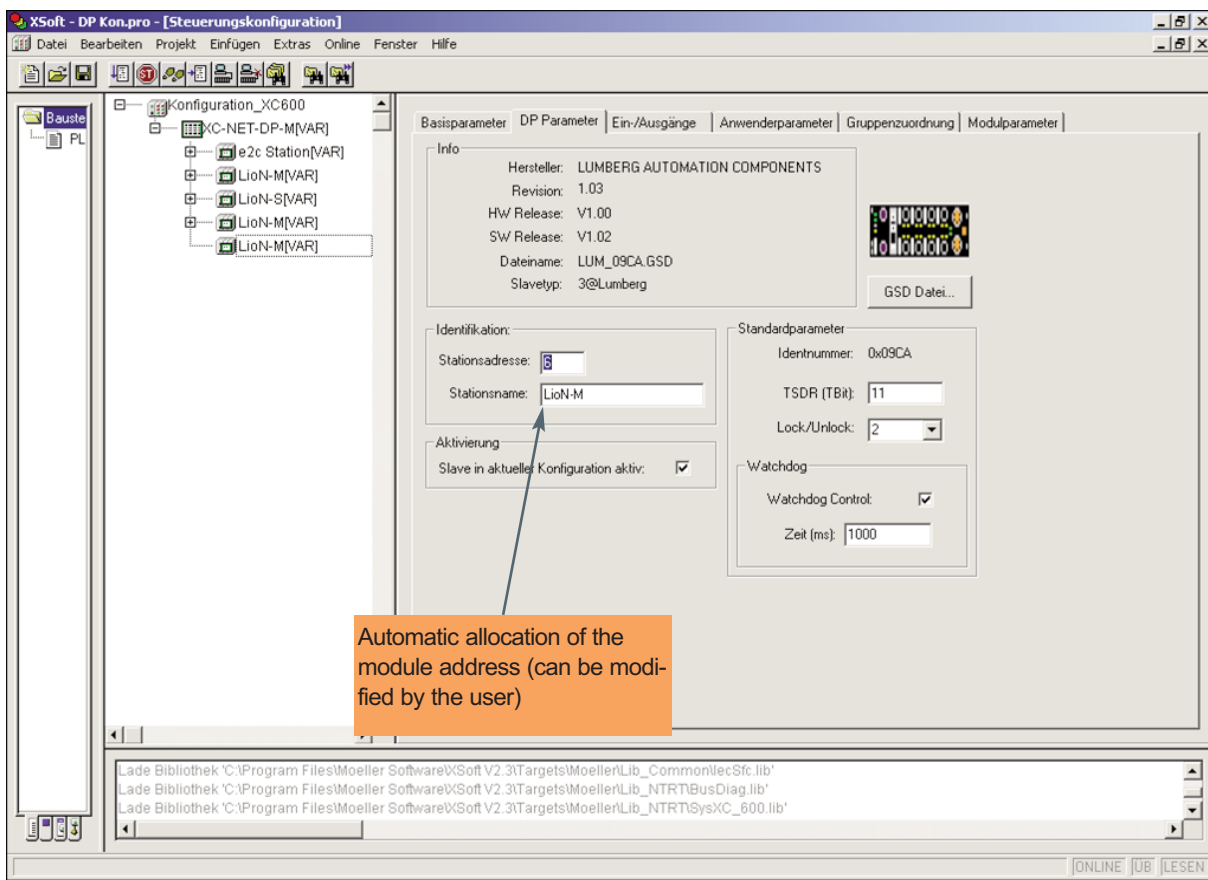 XSoft - DP Kon.pro - [Steuerungskonfiguration]
Datei Bearbeiten Projekt Einfügen Extras Online Fenster Hilfe
Bauste
PL
Konfiguration_XC600
XC-NET-DP-M[VAR]
e2c Station[VAR]
LioN-M[VAR]
LioN-S[VAR]
LioN-M[VAR]
LioN-M[VAR]
Basisparameter DP Parameter Ein-/Ausgänge Anwenderparameter Gruppenzuordnung Modulparameter
Info
Hersteller: LUMBERG AUTOMATION COMPONENTS
Revision: 1.03
HW Release: V1.00
SW Release: V1.02
Dateiname: LUM_09CA.GSD
Slavetyp: 3@Lumberg
GSD Datei...
Identifikation:
Stationsadresse: 6
Stationsname: LioN-M
Aktivierung
Slave in aktueller Konfiguration aktiv:
Standardparameter
Identnummer: 0x09CA
TSDR (TBit): 11
Lock/Unlock: 2
Watchdog
Watchdog Control:
Zeit (ms): 1000
Automatic allocation of the
module address (can be modi-
fied by the user)
Lade Bibliothek 'C:\Program Files\Moeller Software\XSoft V2.3\Targets\Moeller\Lib_Common\IecSfc.lib'
Lade Bibliothek 'C:\Program Files\Moeller Software\XSoft V2.3\Targets\Moeller\Lib_NTRT\BusDiag.lib'
Lade Bibliothek 'C:\Program Files\Moeller Software\XSoft V2.3\Targets\Moeller\Lib_NTRT\SysXC_600.lib'
ONLINE ÜB LESEN